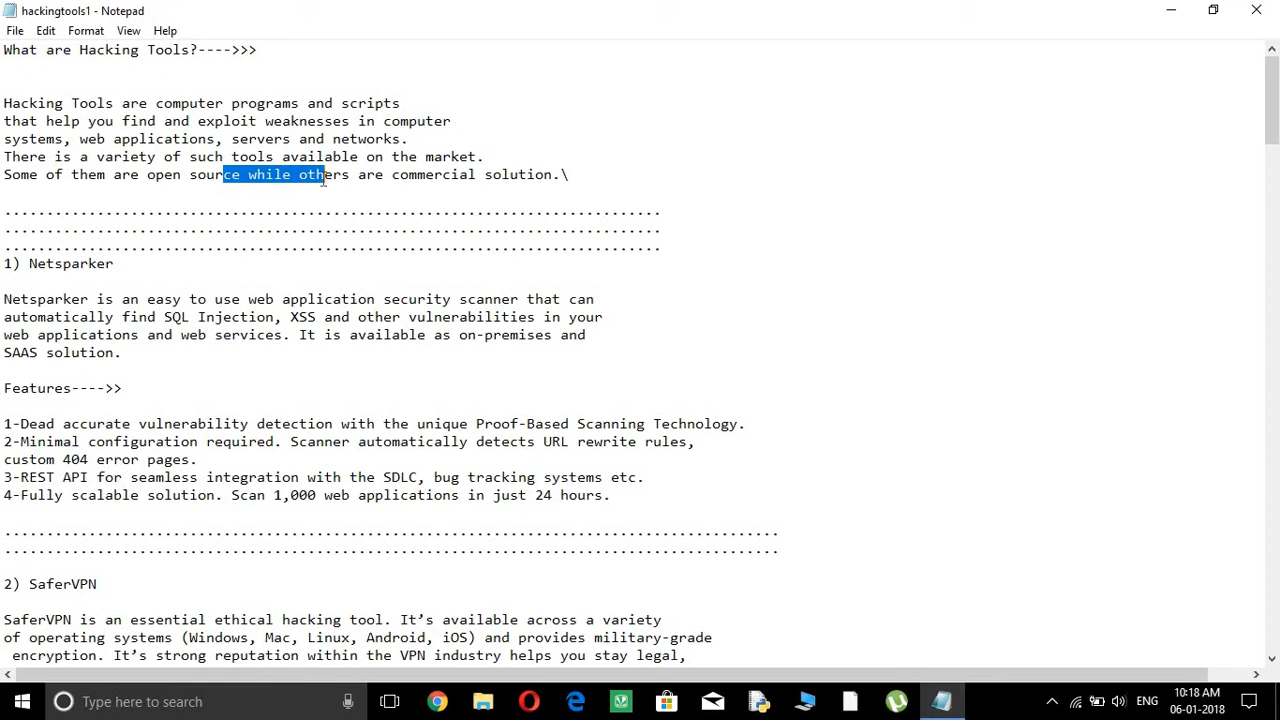 hackingtools1 - Notepad
File Edit Format View Help
What are Hacking Tools?---->>>
Hacking Tools are computer programs and scripts
that help you find and exploit weaknesses in computer
systems, web applications, servers and networks.
There is a variety of such tools available on the market.
Some of them are open source while others are commercial solution.\
..............................................................................
..............................................................................
..............................................................................
1) Netsparker
Netsparker is an easy to use web application security scanner that can
automatically find SQL Injection, XSS and other vulnerabilities in your
web applications and web services. It is available as on-premises and
SAAS solution.
Features---->>
1-Dead accurate vulnerability detection with the unique Proof-Based Scanning Technology.
2-Minimal configuration required. Scanner automatically detects URL rewrite rules,
custom 404 error pages.
3-REST API for seamless integration with the SDLC, bug tracking systems etc.
4-Fully scalable solution. Scan 1,000 web applications in just 24 hours.
............................................................................................
............................................................................................
2) SaferVPN
SaferVPN is an essential ethical hacking tool. It’s available across a variety
of operating systems (Windows, Mac, Linux, Android, iOS) and provides military-grade
encryption. It’s strong reputation within the VPN industry helps you stay legal,
Type here to search
ENG
10:18 AM
06-01-2018